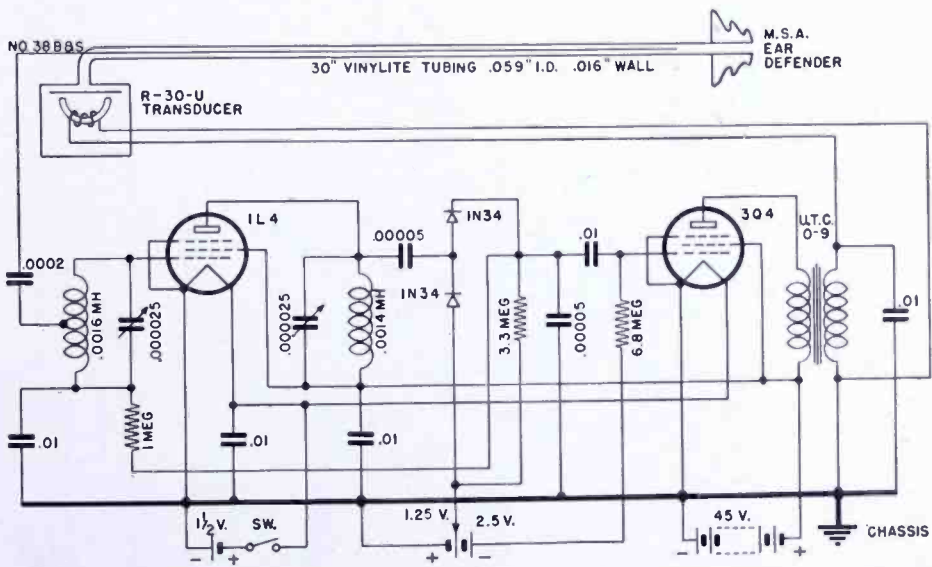 NO.38 B&S
M.S.A.
EAR
DEFENDER
30" VINYLITE TUBING .059" I.D. .016" WALL
R-30-U
TRANSDUCER
1L4
1N34
3Q4
U.T.C.
O-9
.00005
.01
.0002
1N34
.0016 MH
.000025
.000025
.0014 MH
3.3 MEG
.00005
6.8 MEG
.01
.01
1 MEG
.01
.01
1½ V.
SW.
1.25 V.
2.5 V.
45 V.
CHASSIS
- +
+ -
- +